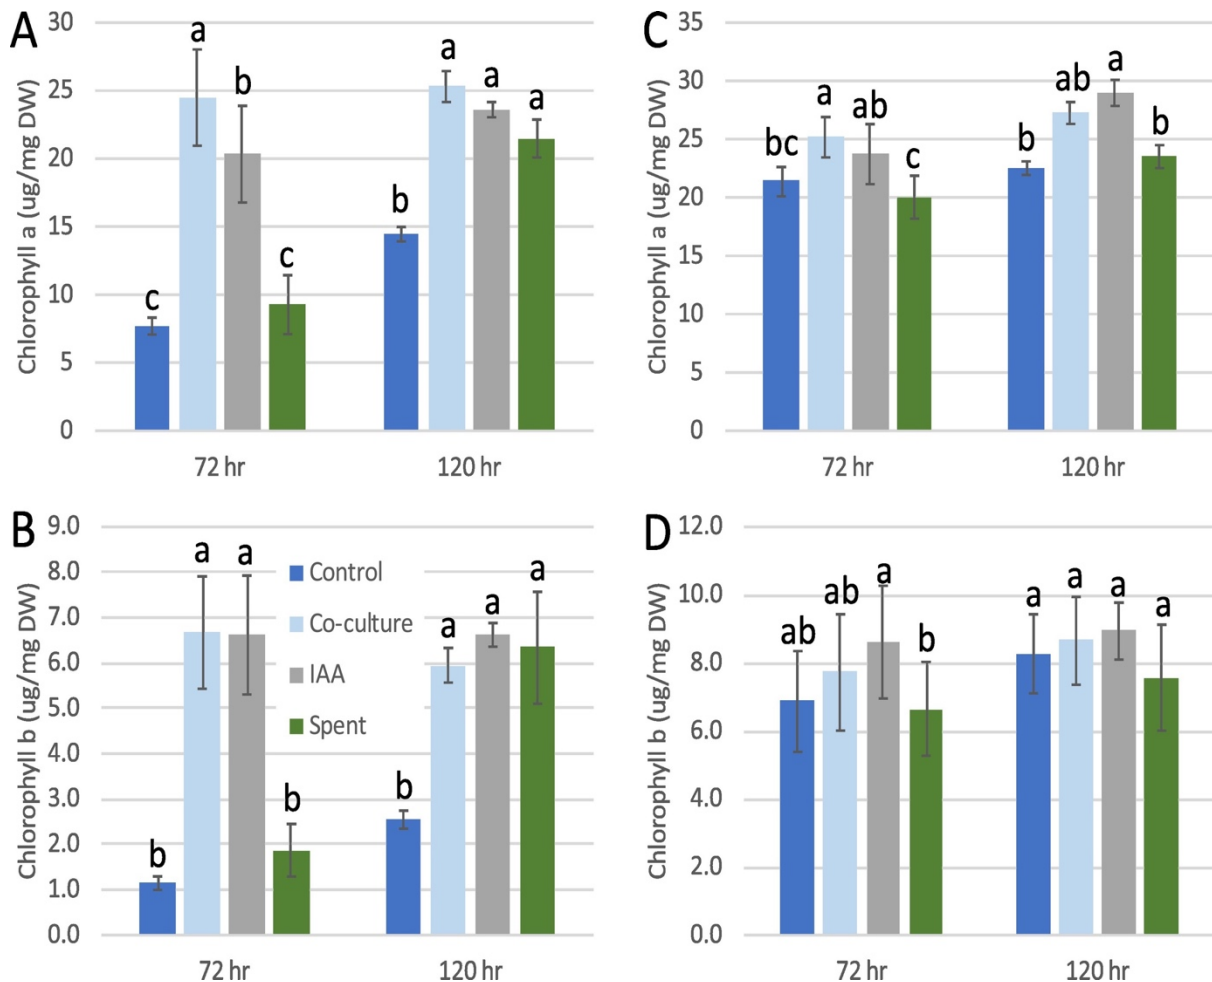 A
Chlorophyll a (ug/mg DW)
30
25
20
15
10
5
0
c
a
b
c
b
a
a
a
72 hr
120 hr
C
Chlorophyll a (ug/mg DW)
35
30
25
20
15
10
5
0
bc
a
ab
c
b
ab
a
b
72 hr
120 hr
B
Chlorophyll b (ug/mg DW)
9.0
8.0
7.0
6.0
5.0
4.0
3.0
2.0
1.0
0.0
b
a
a
b
b
a
a
a
Control
Co-culture
IAA
Spent
72 hr
120 hr
D
Chlorophyll b (ug/mg DW)
12.0
10.0
8.0
6.0
4.0
2.0
0.0
ab
ab
a
b
a
a
a
a
72 hr
120 hr